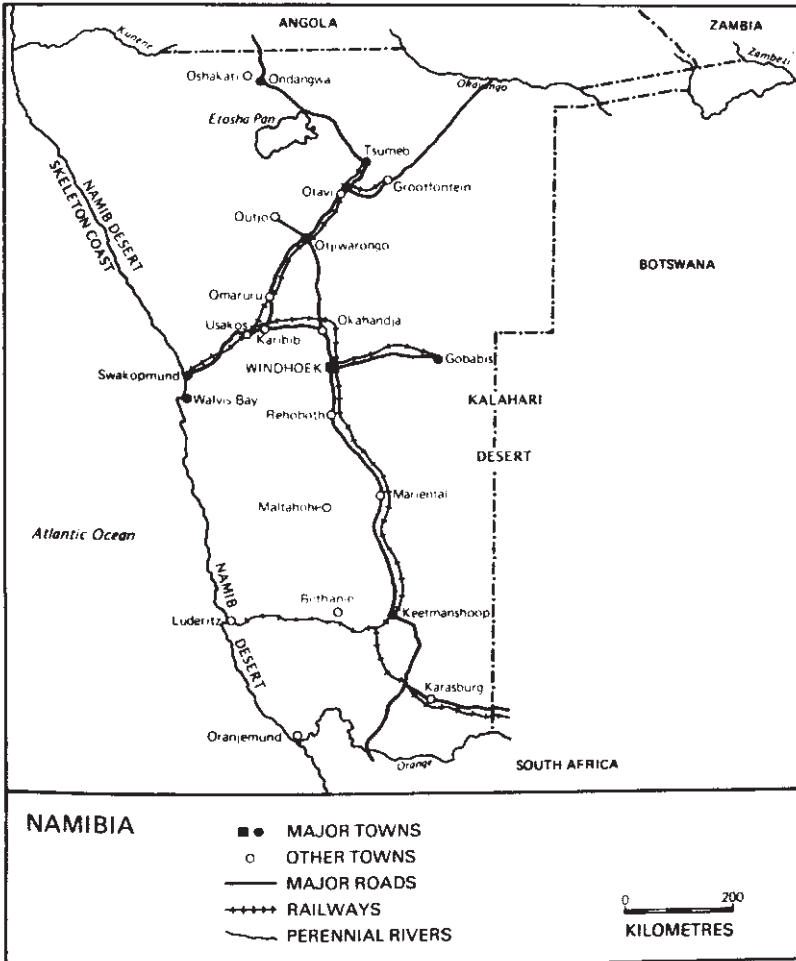 ANGOLA
ZAMBIA
Kunene
Zambezi
Oshakati
Ondangwa
Okavango
Etosha Pan
Tsumeb
Otavi
Grootfontein
NAMIB DESERT
SKELETON COAST
Outjo
Otjiwarongo
BOTSWANA
Omaruru
Usakos
Okahandja
Karibib
Swakopmund
WINDHOEK
Gobabis
Walvis Bay
KALAHARI
Rehoboth
DESERT
Mariental
Maltahohe
Atlantic Ocean
NAMIB
DESERT
Bethanie
Luderitz
Keetmanshoop
Karasburg
Oranjemund
Orange
SOUTH AFRICA
NAMIBIA
MAJOR TOWNS
OTHER TOWNS
MAJOR ROADS
RAILWAYS
PERENNIAL RIVERS
0 200
KILOMETRES